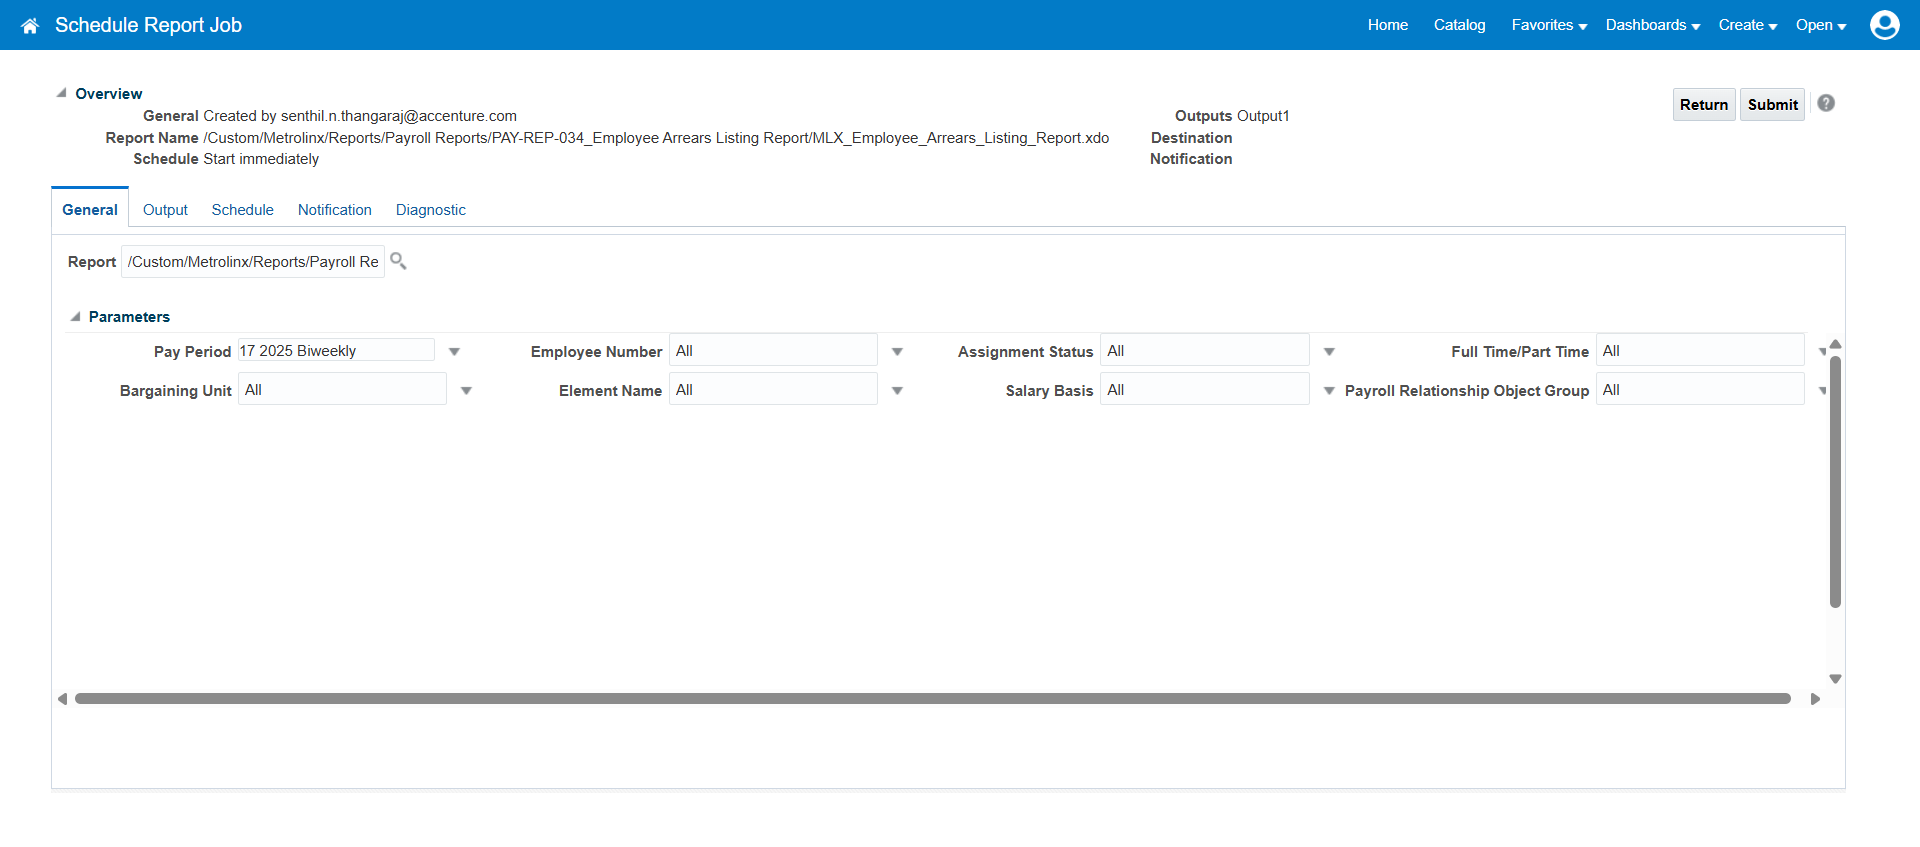 Schedule Report Job
Home Catalog Favorites Dashboards Create Open
Overview
General Created by senthil.n.thangaraj@accenture.com
Outputs Output1
Return Submit
Report Name /Custom/Metrolinx/Reports/Payroll Reports/PAY-REP-034_Employee Arrears Listing Report/MLX_Employee_Arrears_Listing_Report.xdo
Destination
Schedule Start immediately
Notification
General Output Schedule Notification Diagnostic
Report /Custom/Metrolinx/Reports/Payroll Re
Parameters
Pay Period 17 2025 Biweekly Employee Number All Assignment Status All Full Time/Part Time All
Bargaining Unit All Element Name All Salary Basis All Payroll Relationship Object Group All